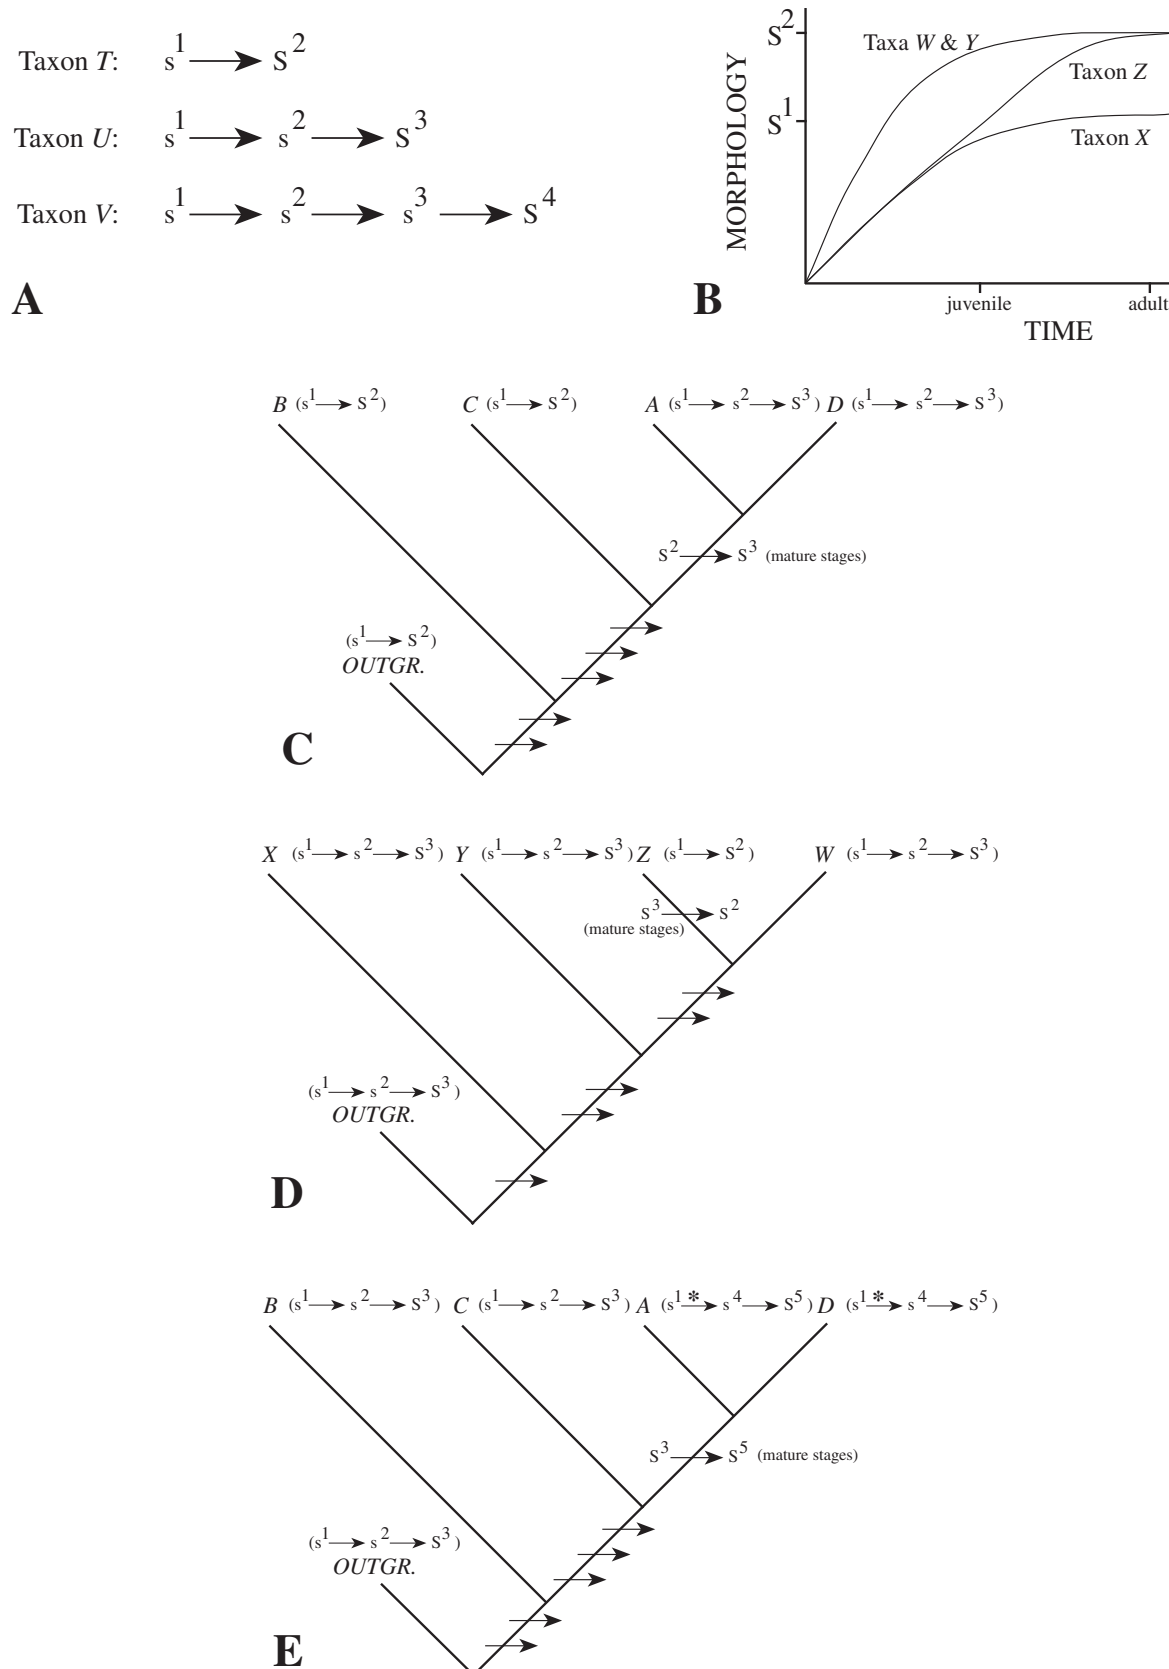 Taxon T: s¹ → S²
Taxon U: s¹ → s² → S³
Taxon V: s¹ → s² → s³ → S⁴
A
S²
S¹
MORPHOLOGY
Taxa W & Y
Taxon Z
Taxon X
juvenile
adult
TIME
B
B (s¹ → S²)
C (s¹ → S²)
A (s¹ → s² → S³)
D (s¹ → s² → S³)
S² → S³ (mature stages)
(s¹ → S²)
OUTGR.
C
X (s¹ → s² → S³)
Y (s¹ → s² → S³)
Z (s¹ → S²)
W (s¹ → s² → S³)
S³ → S²
(mature stages)
(s¹ → s² → S³)
OUTGR.
D
B (s¹ → s² → S³)
C (s¹ → s² → S³)
A (s¹ *→ s⁴ → S⁵)
D (s¹ *→ s⁴ → S⁵)
S³ → S⁵ (mature stages)
(s¹ → s² → S³)
OUTGR.
E